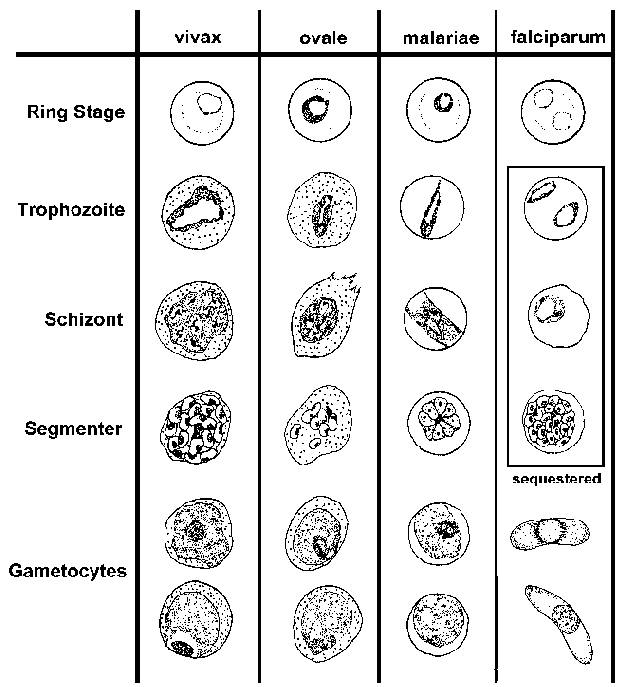 vivax ovale malariae falciparum
Ring Stage
Trophozoite
Schizont
Segmenter
sequestered
Gametocytes